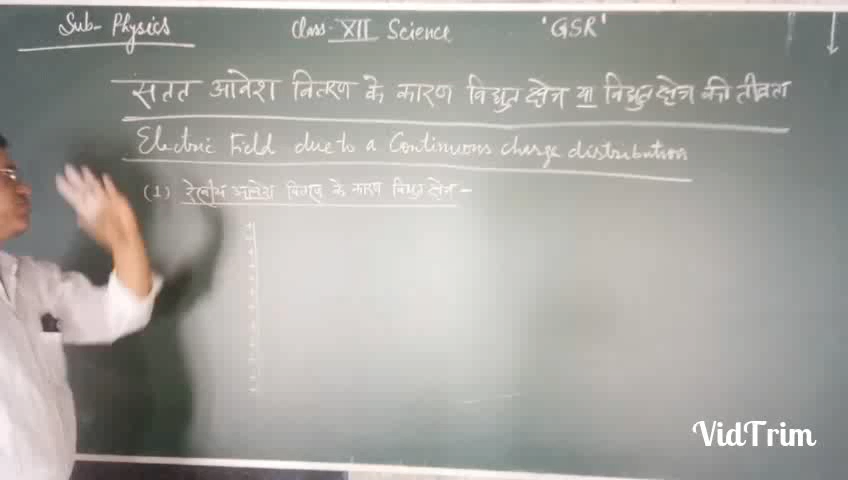 Sub- Physics Class- XII Science 'GSR'
सतत आवेश वितरण के कारण विद्युत क्षेत्र या विद्युत क्षेत्र की तीव्रता
Electric Field due to a Continuous charge distribution
(1) रेखीय आवेश वितरण के कारण विद्युत क्षेत्र -
VidTrim